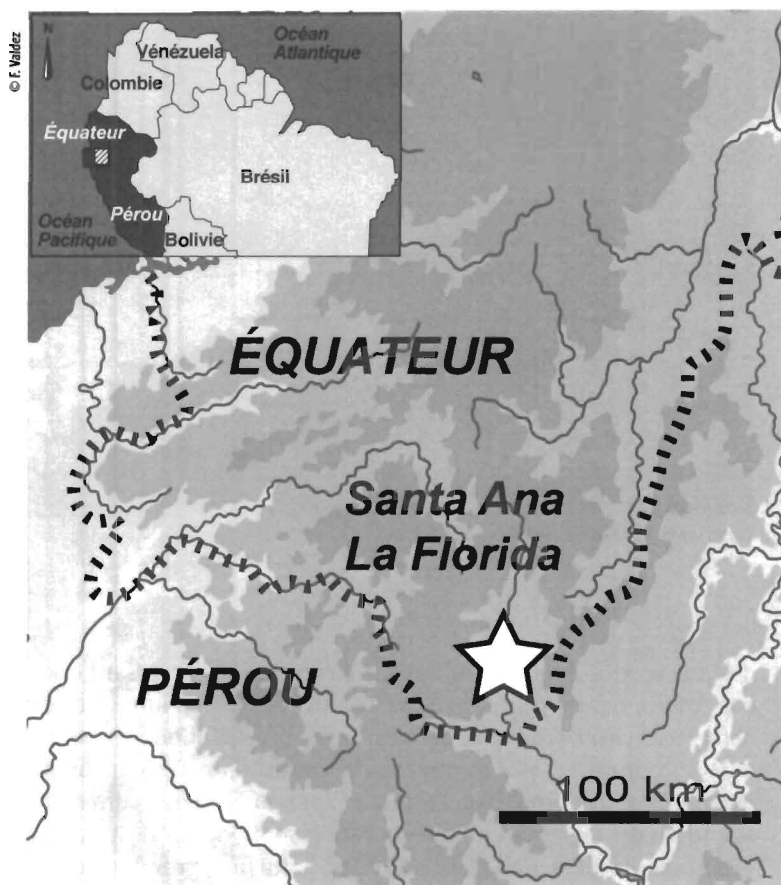 © F. Valdez
N
Océan
Atlantique
Vénézuela
Colombie
Équateur
Brésil
Pérou
Océan
Pacifique
Bolivie
ÉQUATEUR
Santa Ana
La Florida
PÉROU
100 km